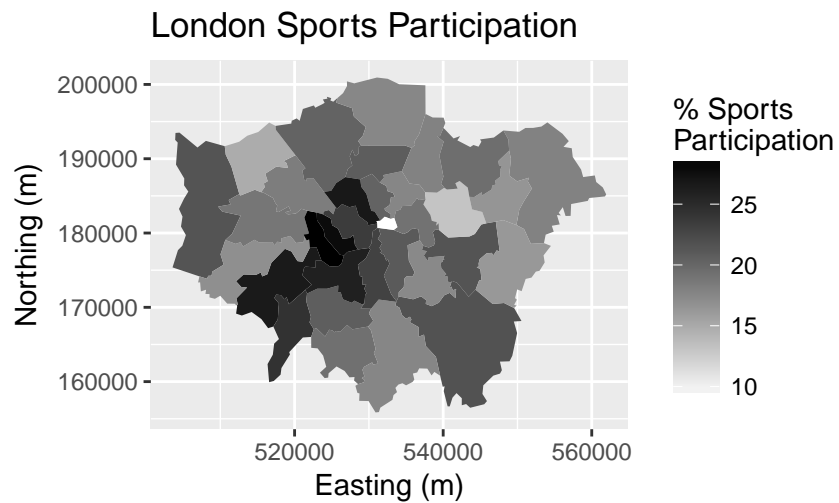 London Sports Participation
200000
190000
180000
170000
160000
Northing (m)
520000
540000
560000
Easting (m)
% Sports
Participation
25
20
15
10